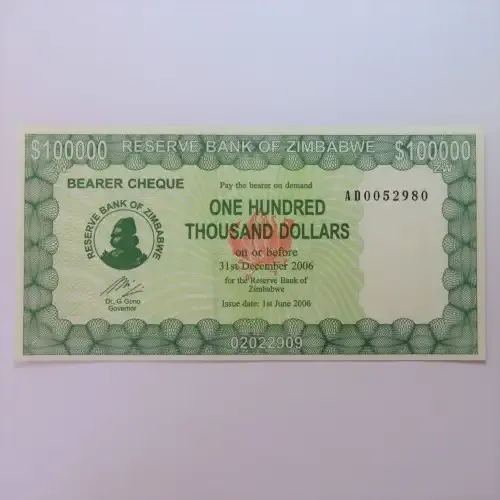 $100000 RESERVE BANK OF ZIMBABWE $100000
BEARER CHEQUE
Pay the bearer on demand
AD0052980
ONE HUNDRED
THOUSAND DOLLARS
RESERVE BANK OF ZIMBABWE
on or before
31st December 2006
for the Reserve Bank of
Zimbabwe
Dr. G Gono
Governor
Issue date: 1st June 2006
02022909